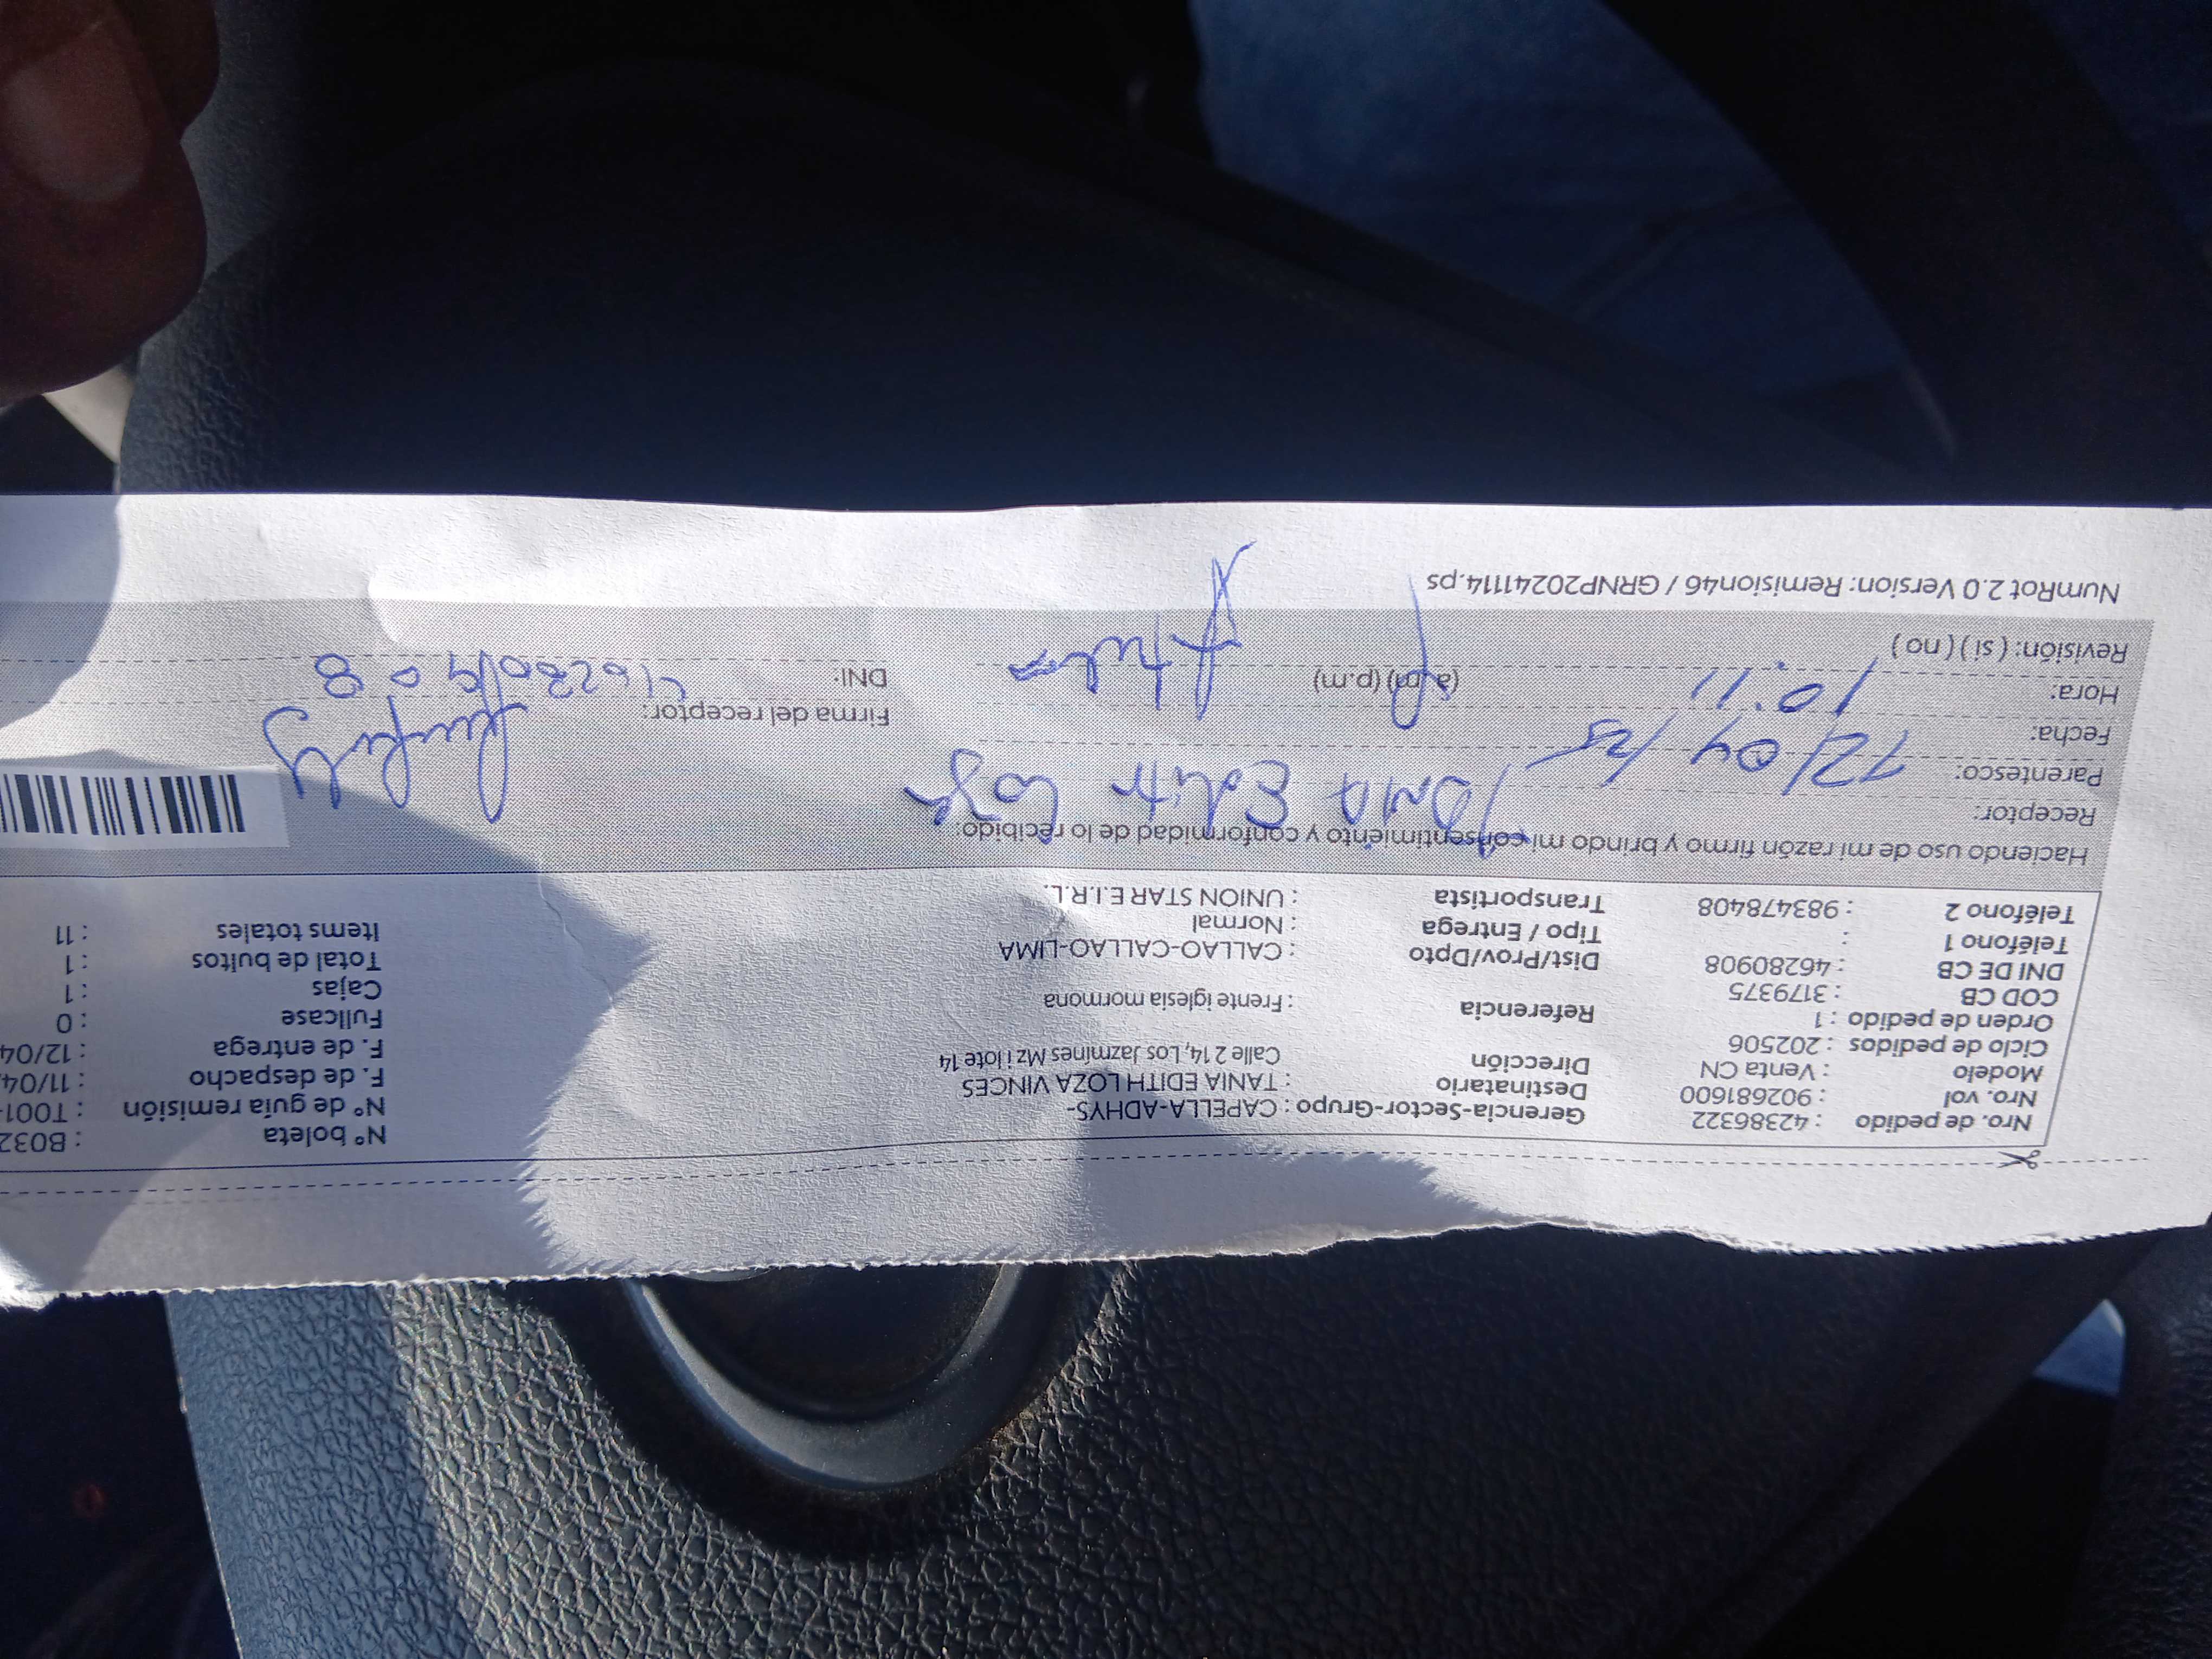 Nro. de pedido : 42386322 Gerencia-Sector-Grupo : CAPELLA-ADHYS- N° boleta : B032
Nro. vol : 902681600 Destinatario : TANIA EDITH LOZA VINCES N° de guía remisión : T001-
Modelo : Venta CN Dirección Calle 2 14, Los Jazmines Mz i lote 14 F. de despacho : 11/04/
Ciclo de pedidos : 202506 F. de entrega : 12/04
Orden de pedido : 1 Referencia : Frente iglesia mormona Fullcase : 0
COD CB : 3179375 Cajas : 1
DNI DE CB : 46280908 Dist/Prov/Dpto : CALLAO-CALLAO-LIMA Total de bultos : 1
Teléfono 1 : Tipo / Entrega : Normal Items totales : 11
Teléfono 2 : 983478408 Transportista : UNION STAR E.I.R.L.
Haciendo uso de mi razón firmo y brindo mi consentimiento y conformidad de lo recibido:
Receptor: Edith Loza
Parentesco:
Fecha: 12/04/25 Firma del receptor:
Hora: 10:11 (a.m) (p.m) DNI: 46280908
Revisión: ( si ) ( no )
NumRot 2.0 Version: Remision46 / GRNP20241114.ps